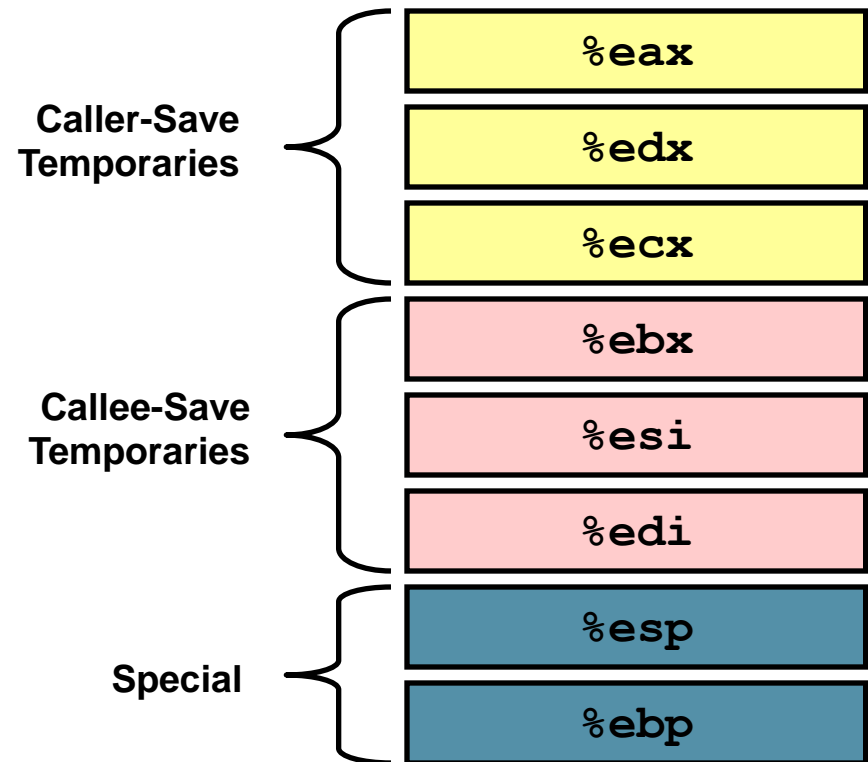 Caller-Save
Temporaries
%eax
%edx
%ecx
Callee-Save
Temporaries
%ebx
%esi
%edi
Special
%esp
%ebp